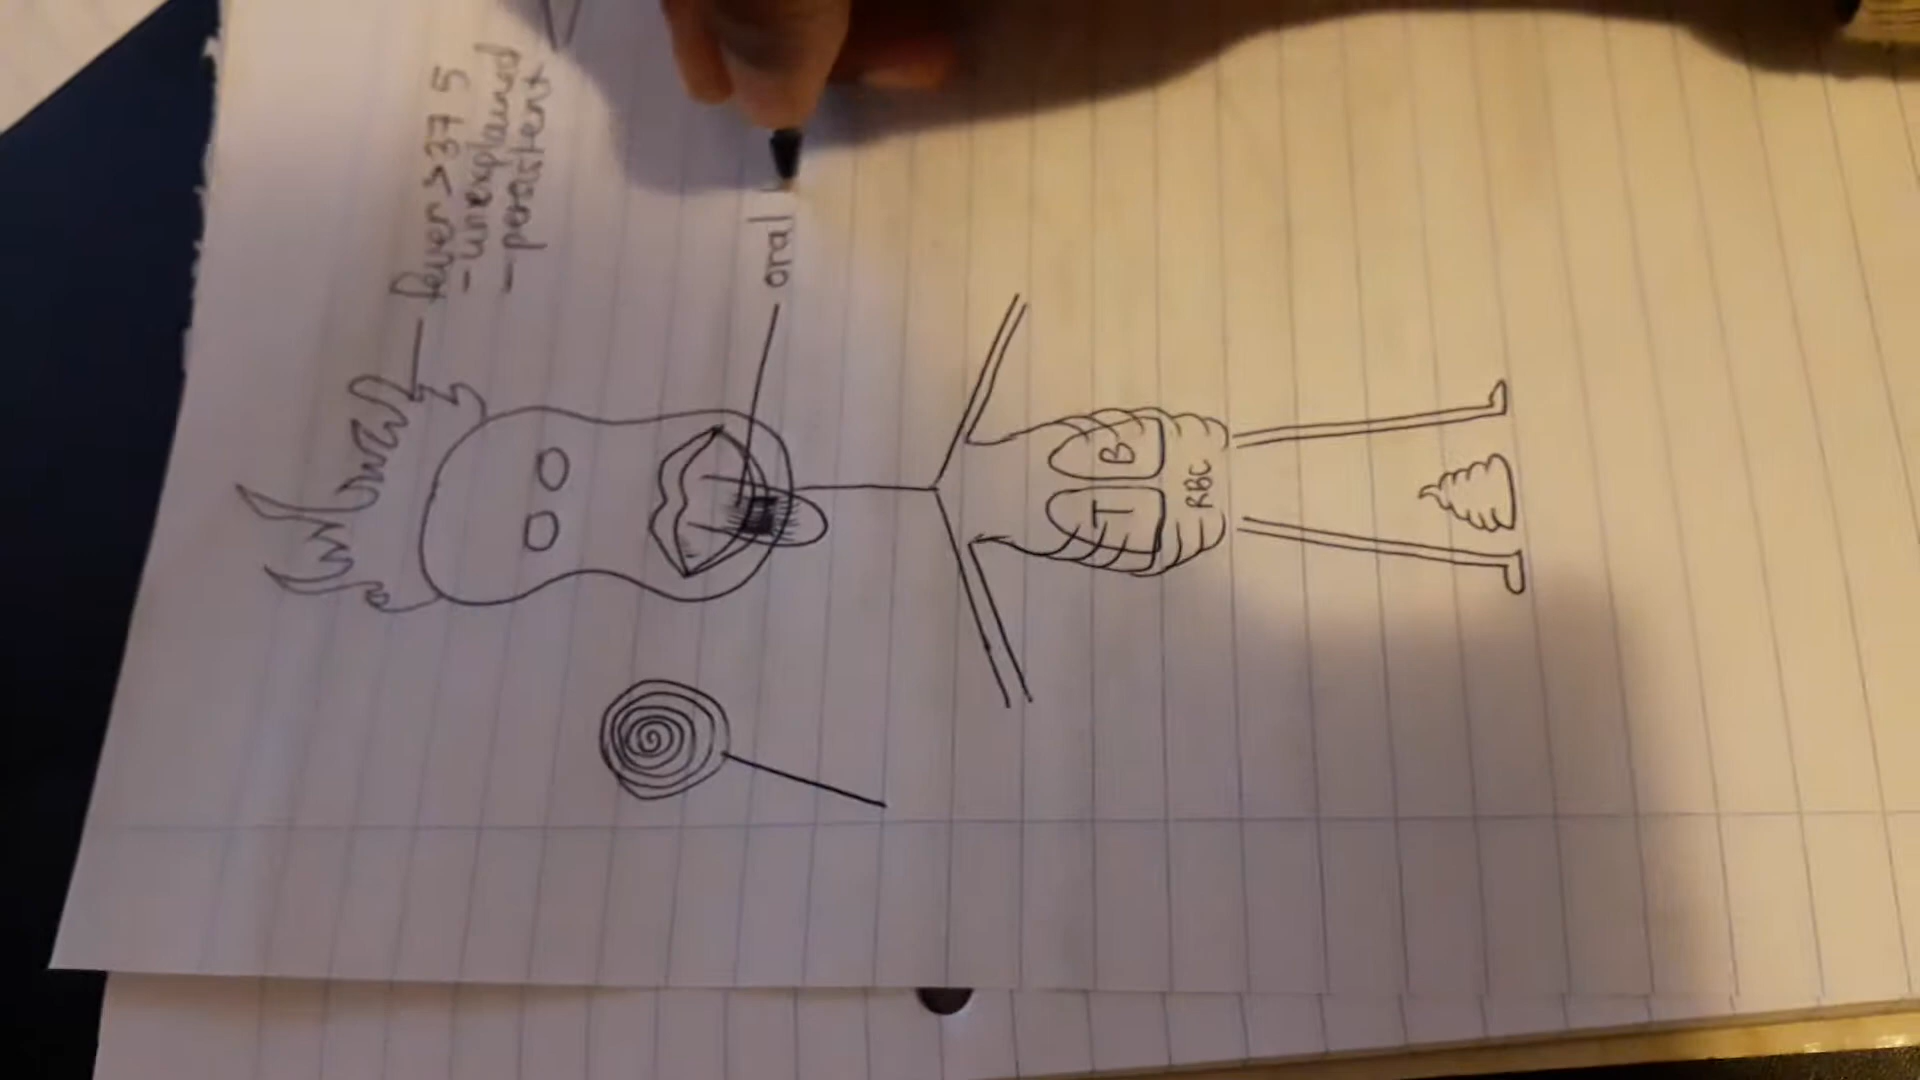 fever > 37 5
- unexplained
- persistent
oral
T B
RBC